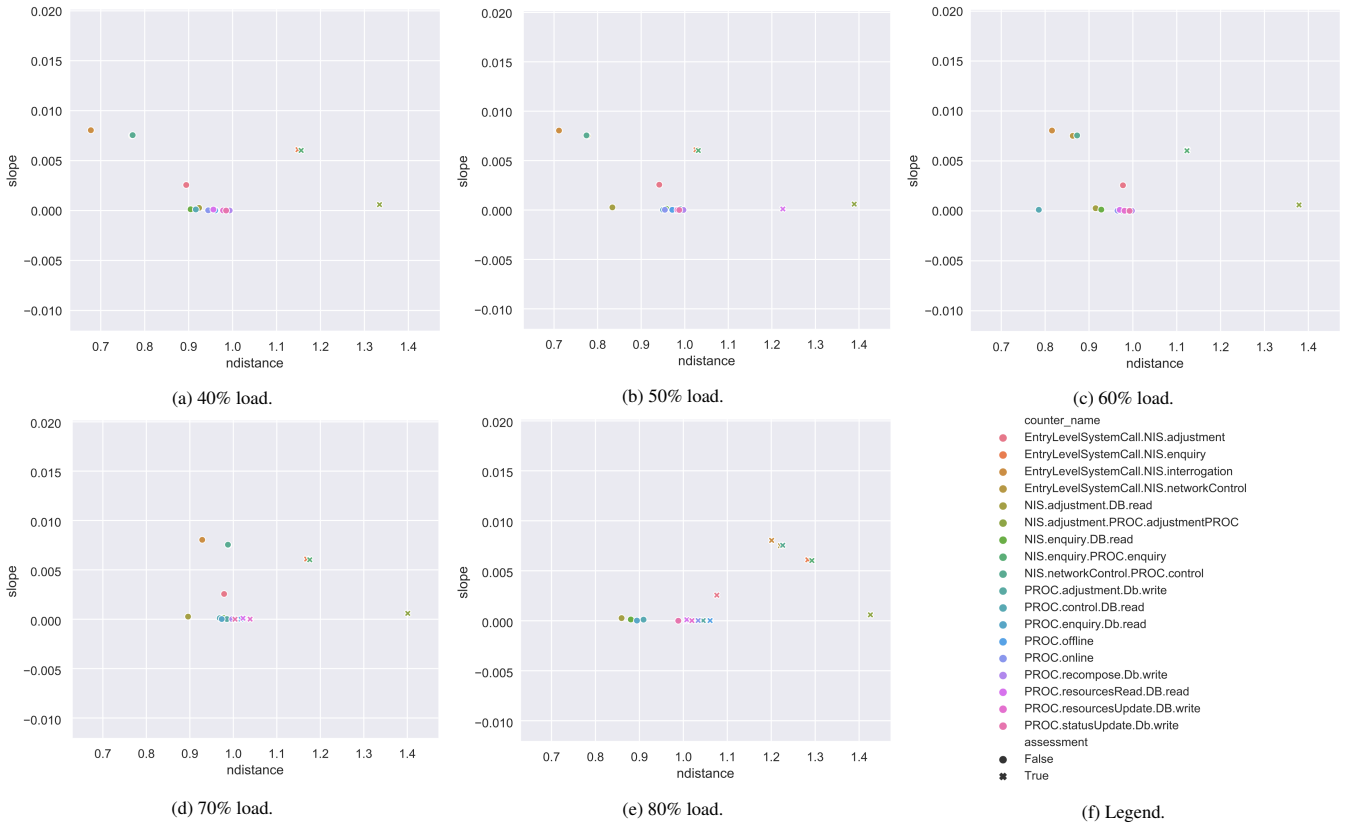 0.020
0.015
0.010
0.005
0.000
−0.005
−0.010
slope
0.7 0.8 0.9 1.0 1.1 1.2 1.3 1.4
ndistance
(a) 40% load.
0.020
0.015
0.010
0.005
0.000
−0.005
−0.010
slope
0.7 0.8 0.9 1.0 1.1 1.2 1.3 1.4
ndistance
(b) 50% load.
0.020
0.015
0.010
0.005
0.000
−0.005
−0.010
slope
0.7 0.8 0.9 1.0 1.1 1.2 1.3 1.4
ndistance
(c) 60% load.
0.020
0.015
0.010
0.005
0.000
−0.005
−0.010
slope
0.7 0.8 0.9 1.0 1.1 1.2 1.3 1.4
ndistance
(d) 70% load.
0.020
0.015
0.010
0.005
0.000
−0.005
−0.010
slope
0.7 0.8 0.9 1.0 1.1 1.2 1.3 1.4
ndistance
(e) 80% load.
counter_name
EntryLevelSystemCall.NIS.adjustment
EntryLevelSystemCall.NIS.enquiry
EntryLevelSystemCall.NIS.interrogation
EntryLevelSystemCall.NIS.networkControl
NIS.adjustment.DB.read
NIS.adjustment.PROC.adjustmentPROC
NIS.enquiry.DB.read
NIS.enquiry.PROC.enquiry
NIS.networkControl.PROC.control
PROC.adjustment.Db.write
PROC.control.DB.read
PROC.enquiry.Db.read
PROC.offline
PROC.online
PROC.recompose.Db.write
PROC.resourcesRead.DB.read
PROC.resourcesUpdate.DB.write
PROC.statusUpdate.Db.write
assessment
False
True
(f) Legend.